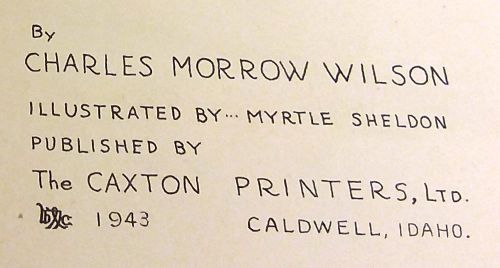 By
CHARLES MORROW WILSON
ILLUSTRATED BY... MYRTLE SHELDON
PUBLISHED BY
The CAXTON PRINTERS, LTD.
1943 CALDWELL, IDAHO.